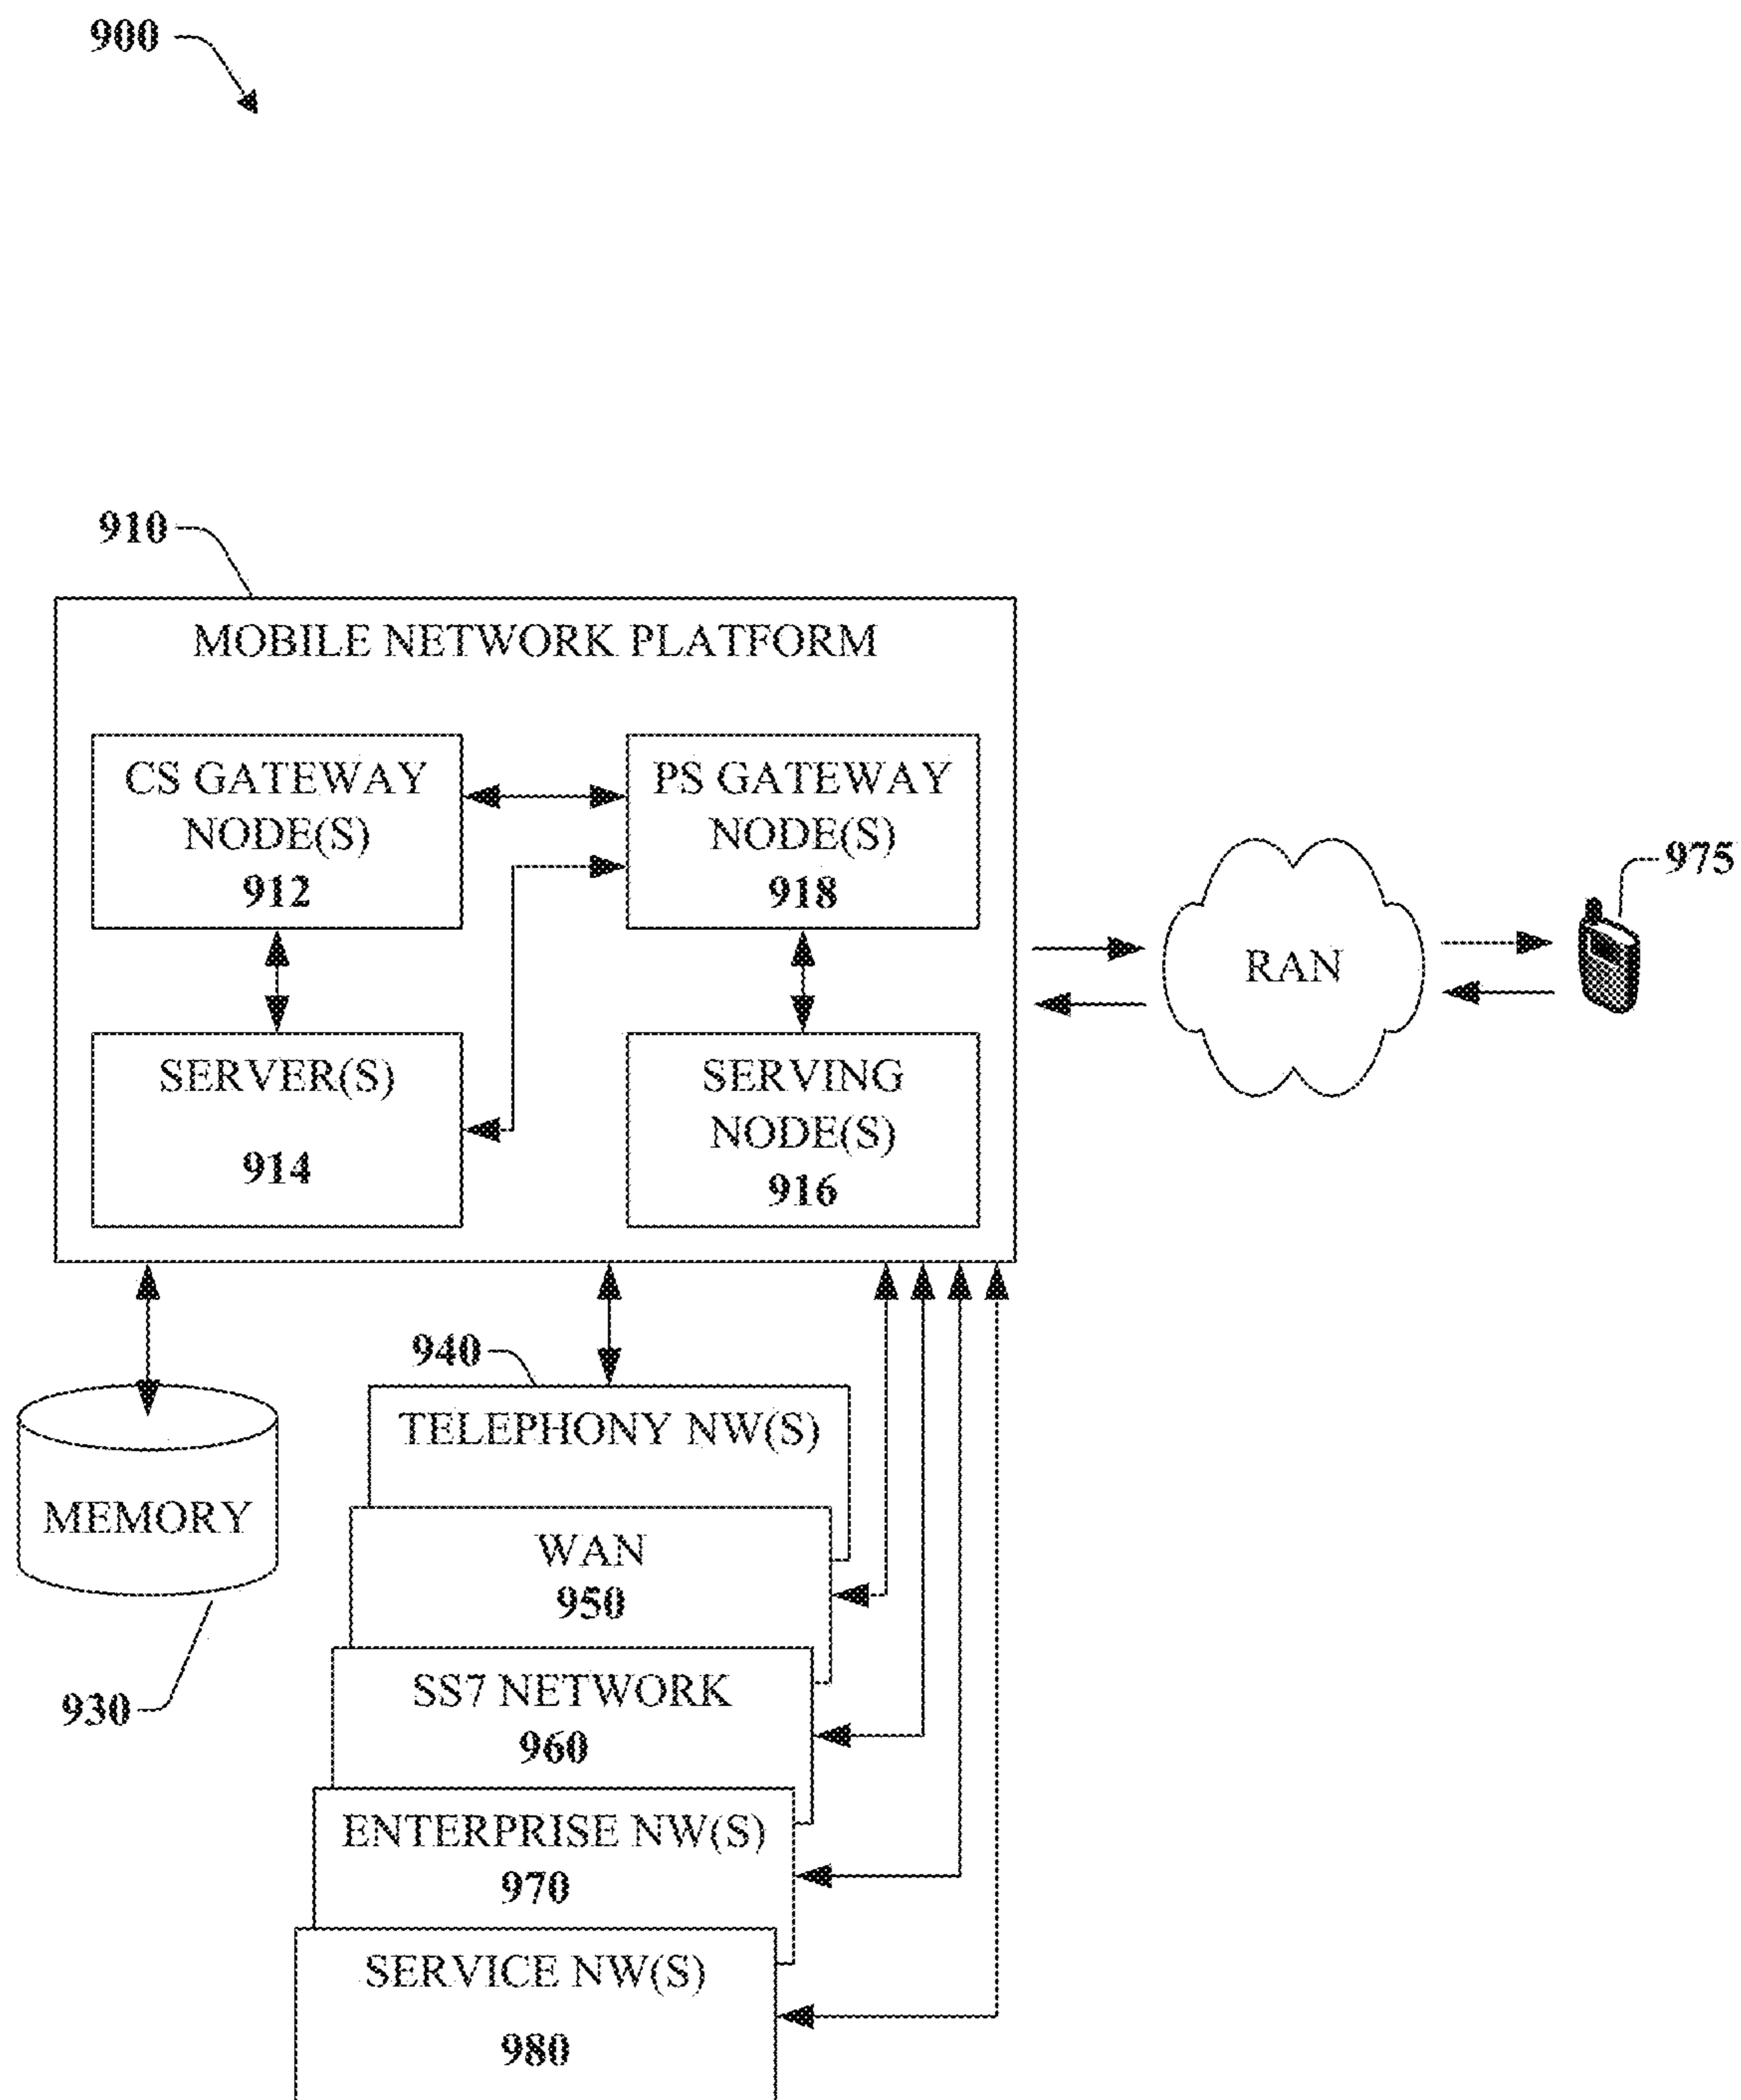 900
910
MOBILE NETWORK PLATFORM
CS GATEWAY
NODE(S)
912
PS GATEWAY
NODE(S)
918
SERVER(S)
914
SERVING
NODE(S)
916
RAN
975
940
TELEPHONY NW(S)
MEMORY
930
WAN
950
SS7 NETWORK
960
ENTERPRISE NW(S)
970
SERVICE NW(S)
980